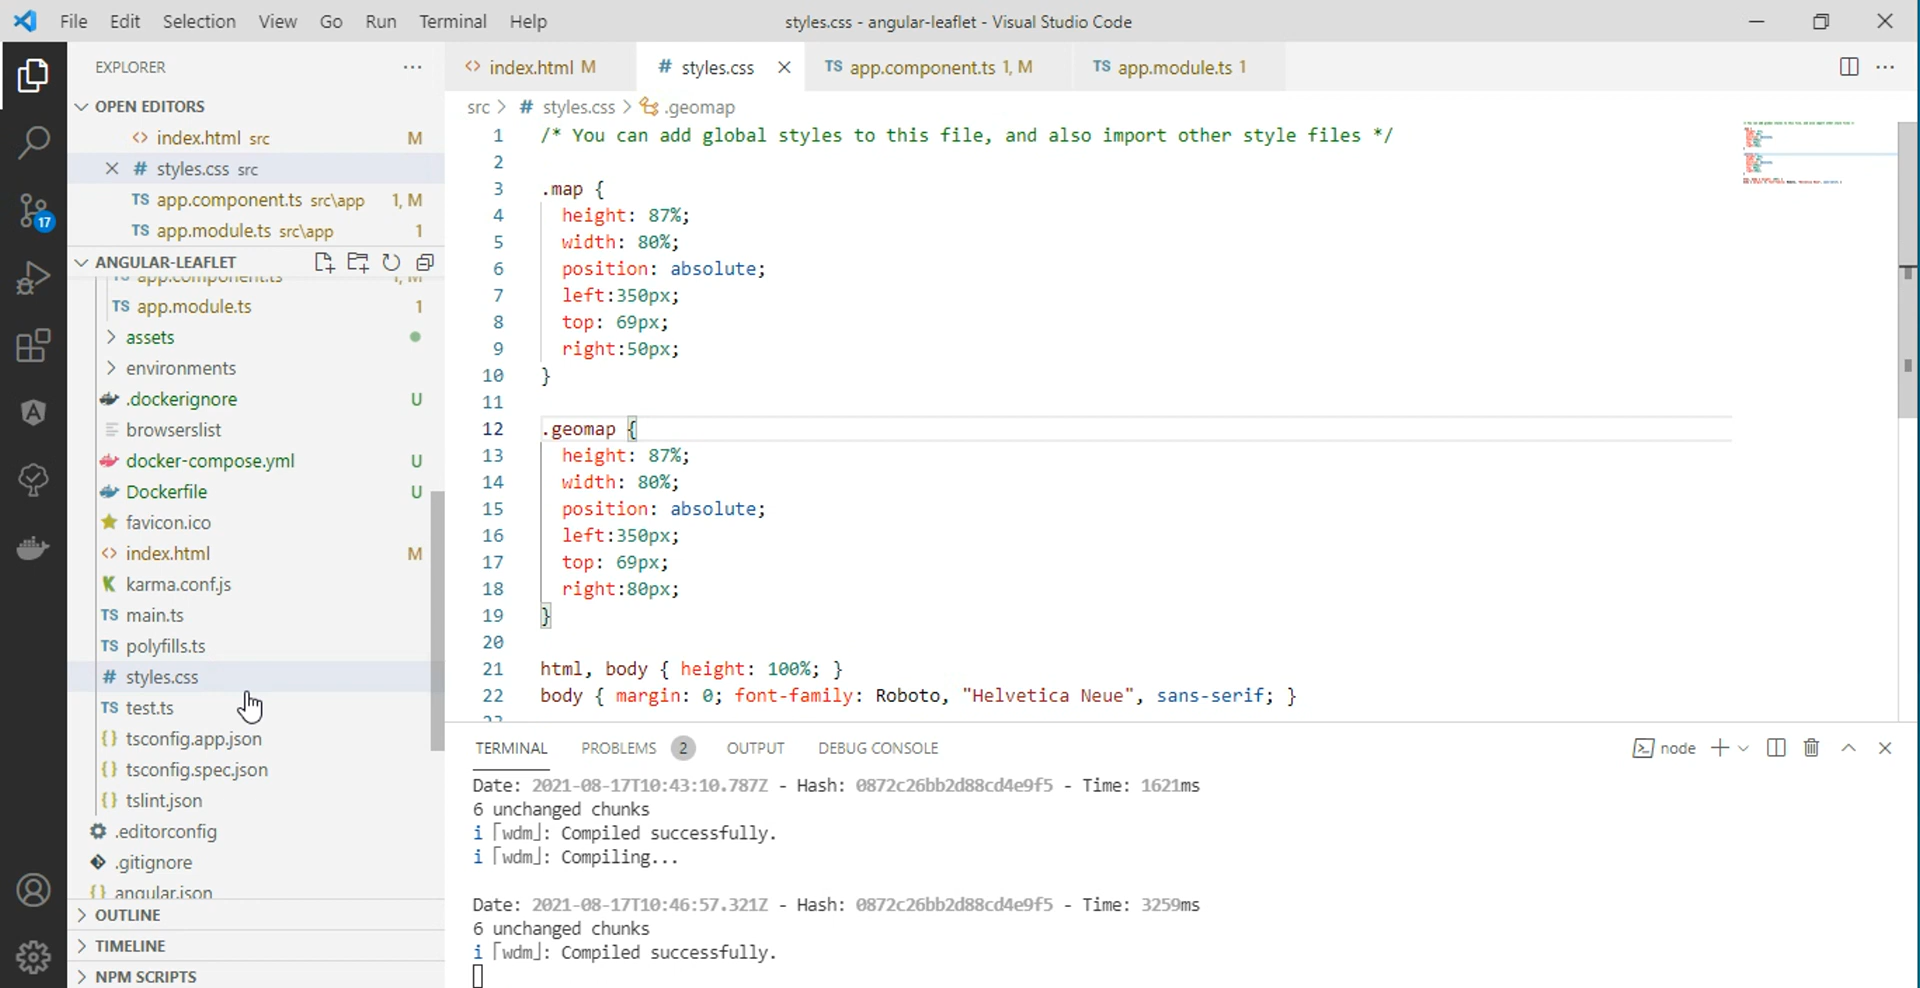 File Edit Selection View Go Run Terminal Help
styles.css - angular-leaflet - Visual Studio Code
EXPLORER
OPEN EDITORS
<> index.html src M
# styles.css src
TS app.component.ts src\app 1, M
TS app.module.ts src\app 1
17
ANGULAR-LEAFLET
TS app.component.ts 1, M
TS app.module.ts 1
assets
environments
.dockerignore U
browserslist
docker-compose.yml U
Dockerfile U
favicon.ico
<> index.html M
karma.conf.js
TS main.ts
TS polyfills.ts
# styles.css
TS test.ts
{} tsconfig.app.json
{} tsconfig.spec.json
{} tslint.json
.editorconfig
.gitignore
{} angular.json
OUTLINE
TIMELINE
NPM SCRIPTS
<> index.html M # styles.css TS app.component.ts 1, M TS app.module.ts 1
src > # styles.css > .geomap
1 /* You can add global styles to this file, and also import other style files */
2
3 .map {
4 height: 87%;
5 width: 80%;
6 position: absolute;
7 left:350px;
8 top: 69px;
9 right:50px;
10 }
11
12 .geomap {
13 height: 87%;
14 width: 80%;
15 position: absolute;
16 left:350px;
17 top: 69px;
18 right:80px;
19 }
20
21 html, body { height: 100%; }
22 body { margin: 0; font-family: Roboto, "Helvetica Neue", sans-serif; }
23
TERMINAL PROBLEMS 2 OUTPUT DEBUG CONSOLE node
Date: 2021-08-17T10:43:10.787Z - Hash: 0872c26bb2d88cd4e9f5 - Time: 1621ms
6 unchanged chunks
i ｢wdm｣: Compiled successfully.
i ｢wdm｣: Compiling...
Date: 2021-08-17T10:46:57.321Z - Hash: 0872c26bb2d88cd4e9f5 - Time: 3259ms
6 unchanged chunks
i ｢wdm｣: Compiled successfully.